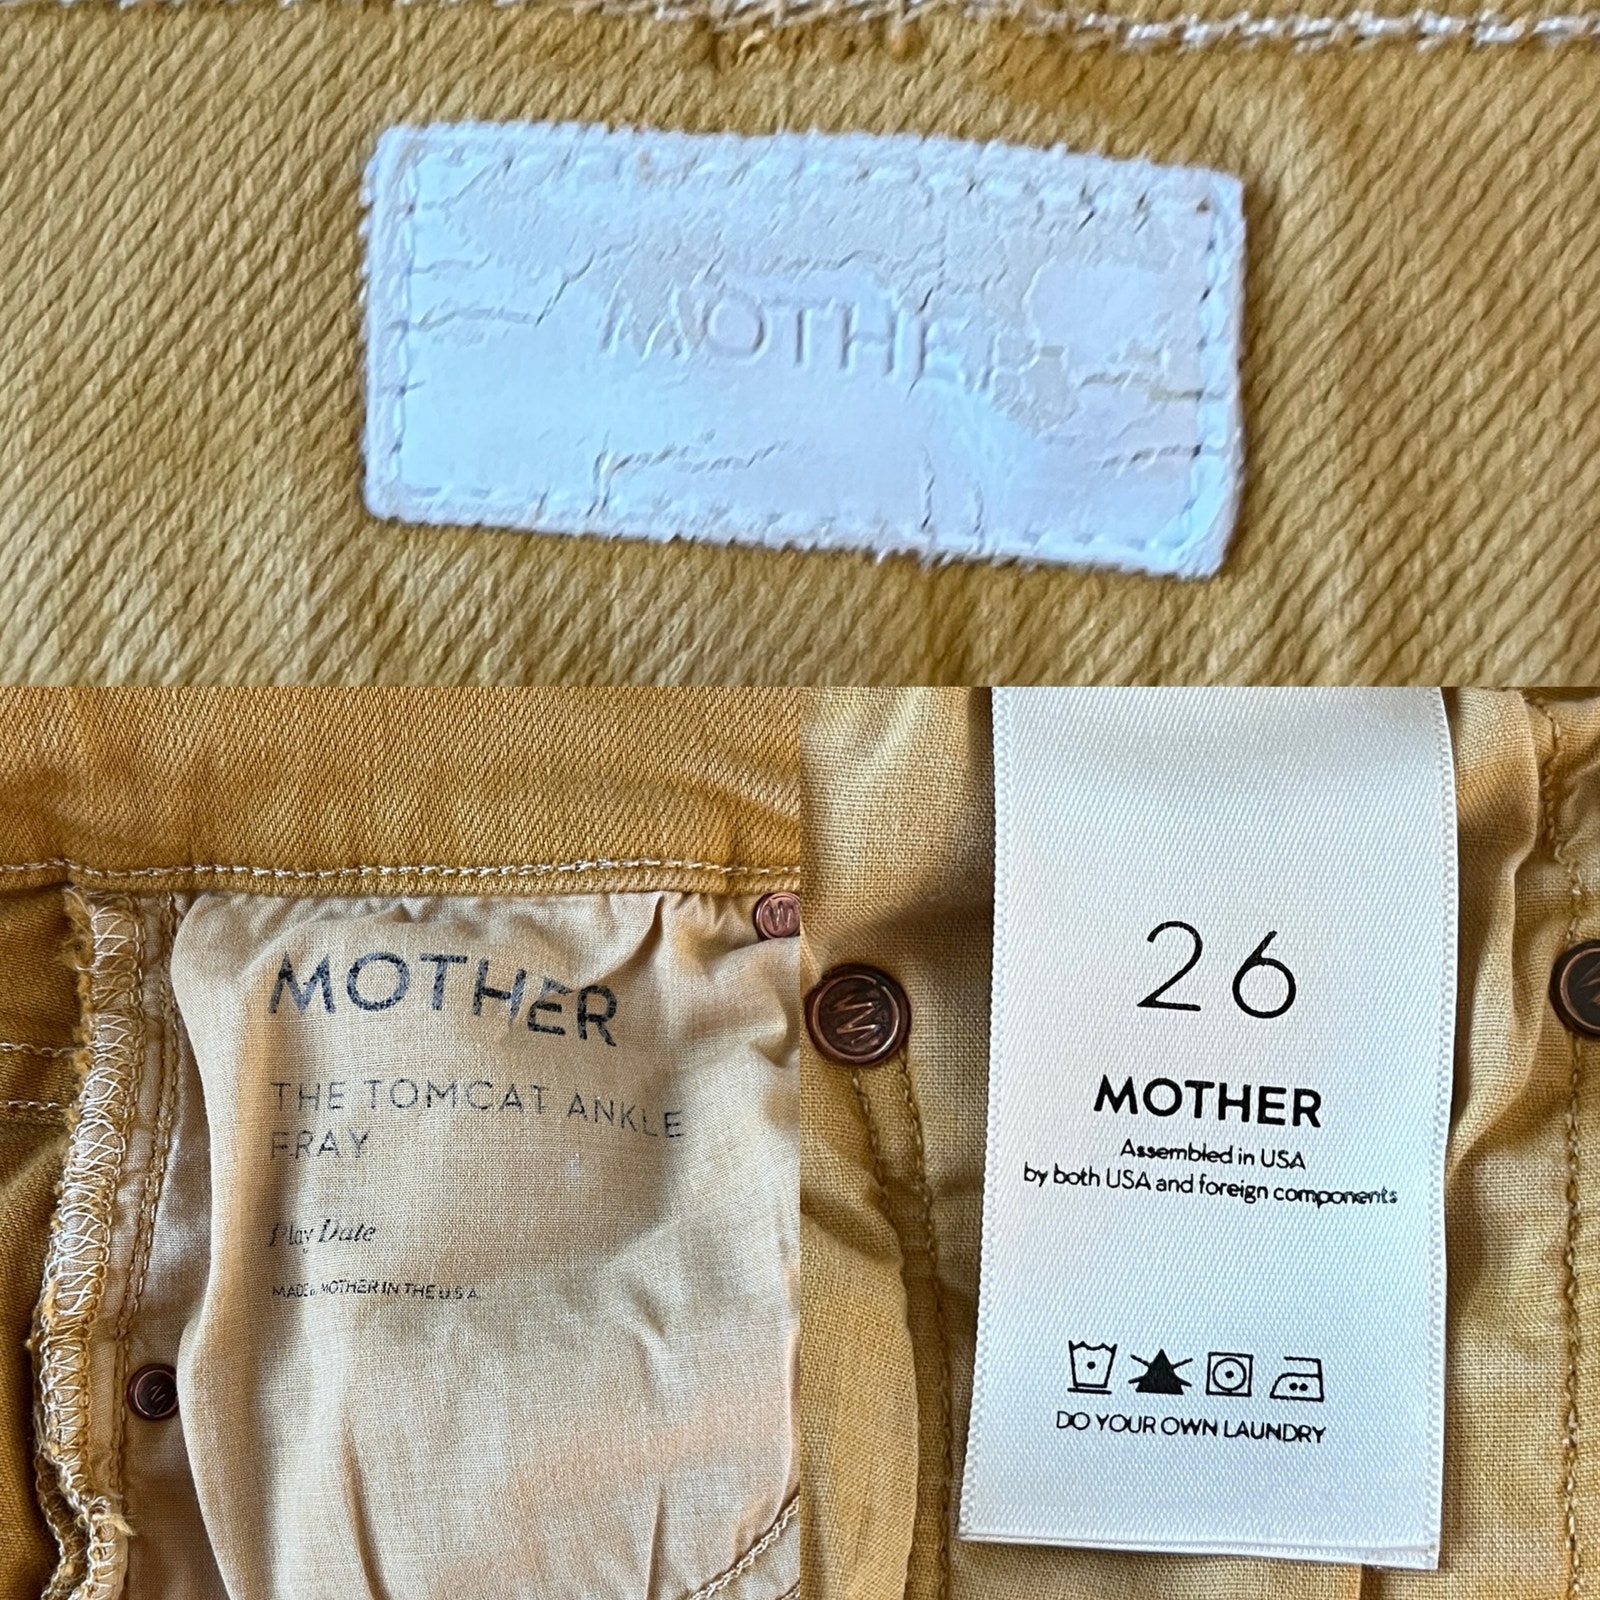 MOTHER
MOTHER
THE TOMCAT ANKLE
FRAY
Play Date
MADE by MOTHER IN THE U.S.A.
26
MOTHER
Assembled in USA
by both USA and foreign components
DO YOUR OWN LAUNDRY